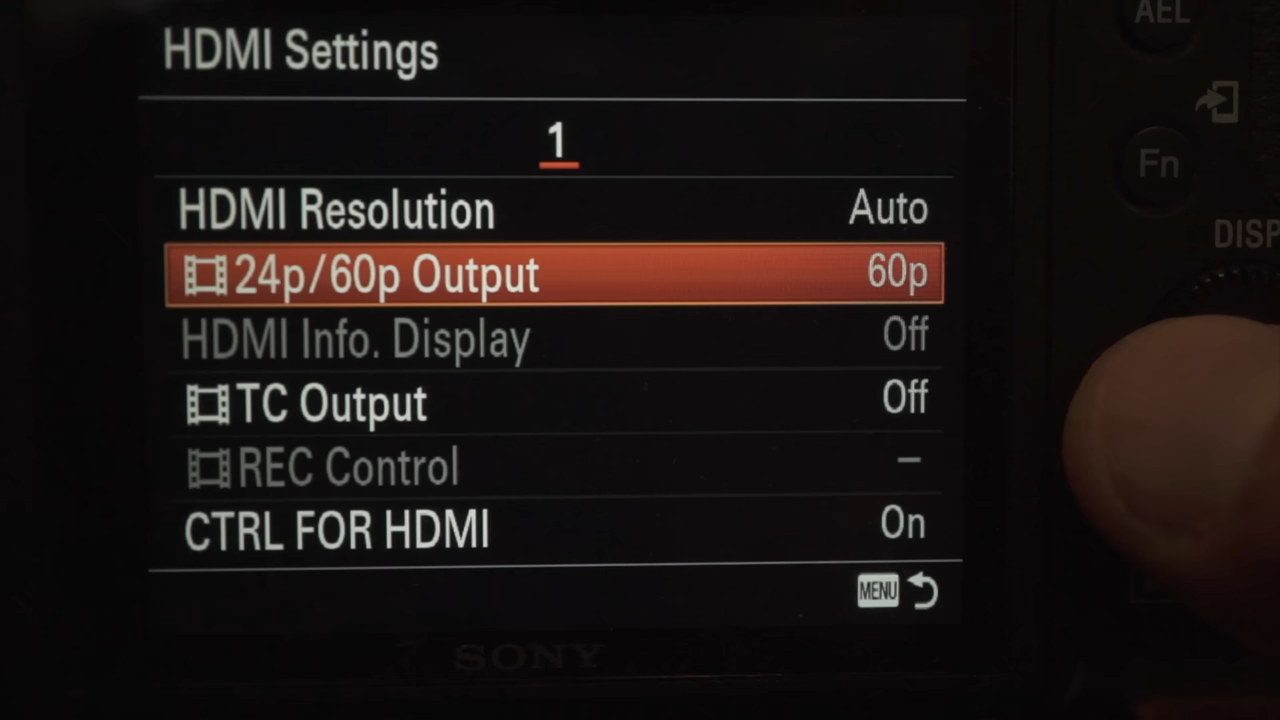 HDMI Settings
1
HDMI Resolution Auto
24p/60p Output 60p
HDMI Info. Display Off
TC Output Off
REC Control –
CTRL FOR HDMI On
MENU
SONY
AEL
Fn
DISP